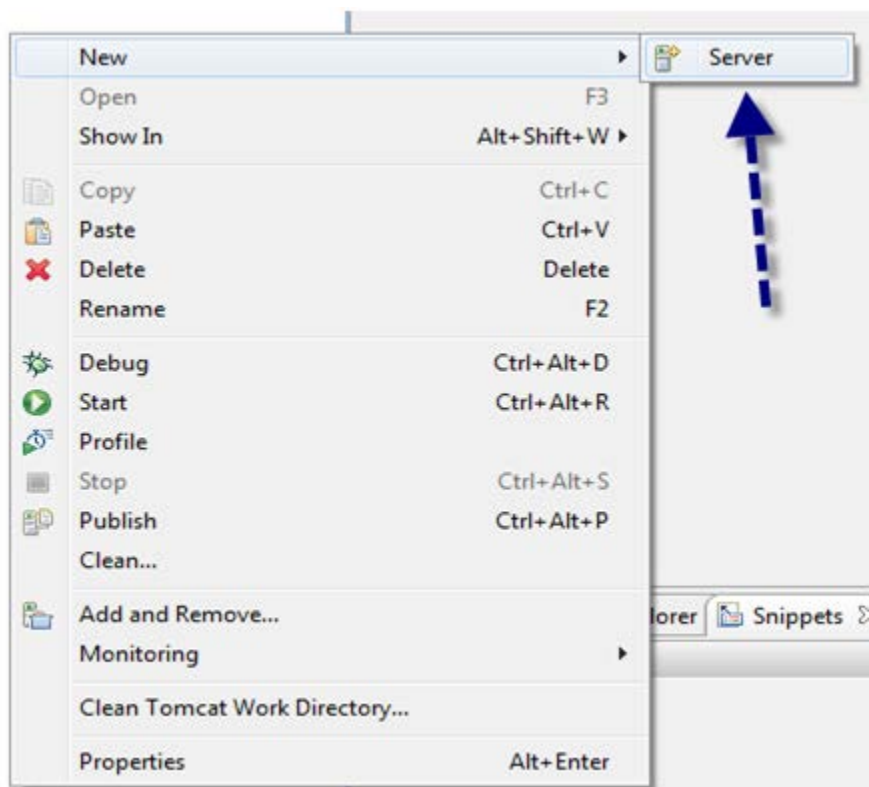 New
Server
Open F3
Show In Alt+Shift+W
Copy Ctrl+C
Paste Ctrl+V
Delete Delete
Rename F2
Debug Ctrl+Alt+D
Start Ctrl+Alt+R
Profile
Stop Ctrl+Alt+S
Publish Ctrl+Alt+P
Clean...
Add and Remove...
lorer Snippets
Monitoring
Clean Tomcat Work Directory...
Properties Alt+Enter